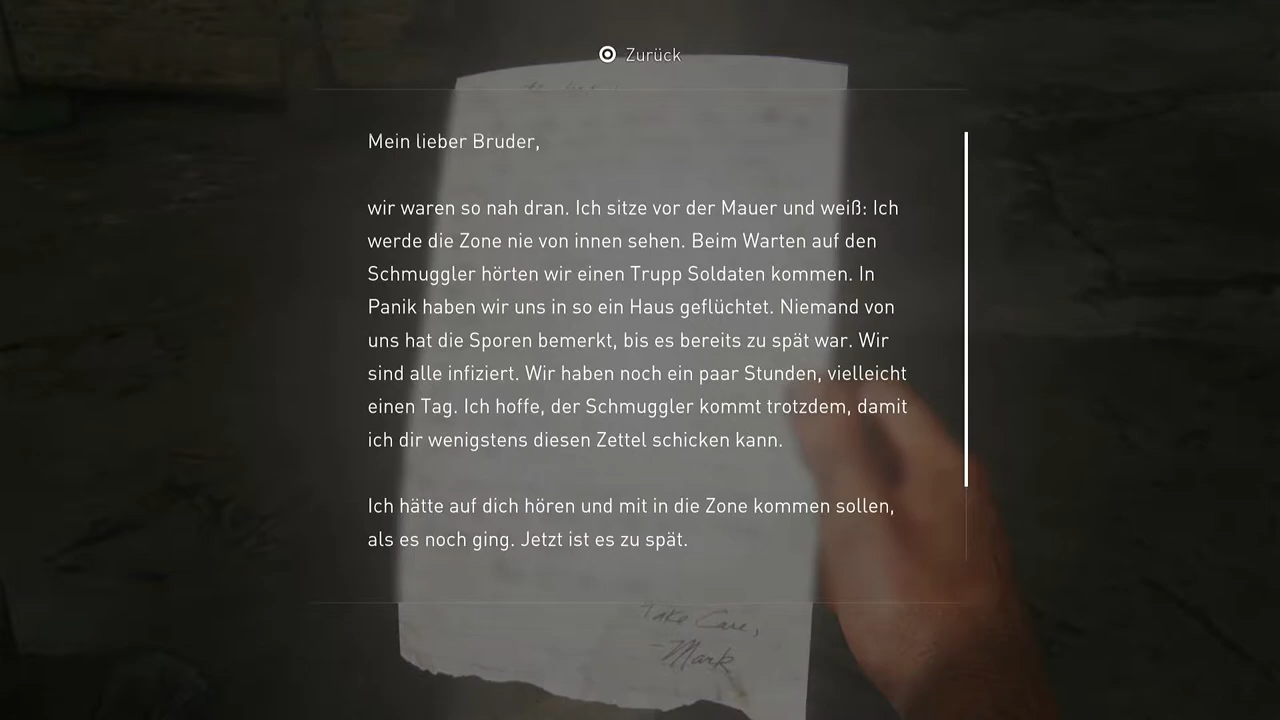 Zurück
Mein lieber Bruder,
wir waren so nah dran. Ich sitze vor der Mauer und weiß: Ich
werde die Zone nie von innen sehen. Beim Warten auf den
Schmuggler hörten wir einen Trupp Soldaten kommen. In
Panik haben wir uns in so ein Haus geflüchtet. Niemand von
uns hat die Sporen bemerkt, bis es bereits zu spät war. Wir
sind alle infiziert. Wir haben noch ein paar Stunden, vielleicht
einen Tag. Ich hoffe, der Schmuggler kommt trotzdem, damit
ich dir wenigstens diesen Zettel schicken kann.
Ich hätte auf dich hören und mit in die Zone kommen sollen,
als es noch ging. Jetzt ist es zu spät.
Take Care,
-Mark